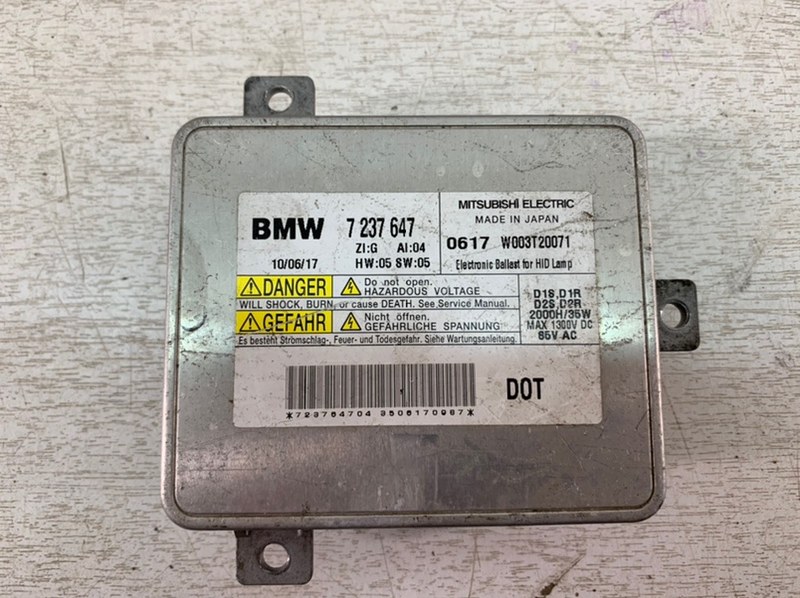 BMW 7 237 647
ZI:G AI:04
10/06/17 HW:05 SW:05
MITSUBISHI ELECTRIC
MADE IN JAPAN
0617 W003T20071
Electronic Ballast for HID Lamp
DANGER Do not open.
HAZARDOUS VOLTAGE
WILL SHOCK, BURN, or cause DEATH. See Service Manual.
GEFAHR Nicht öffnen.
GEFÄHRLICHE SPANNUNG
Es besteht Strömschlag-, Feuer- und Todesgefahr. Siehe Wartungsanleitung.
D1S,D1R
D2S,D2R
2000H/35W
MAX 1300V DC
85V AC
*723764704 3506170967*
DOT